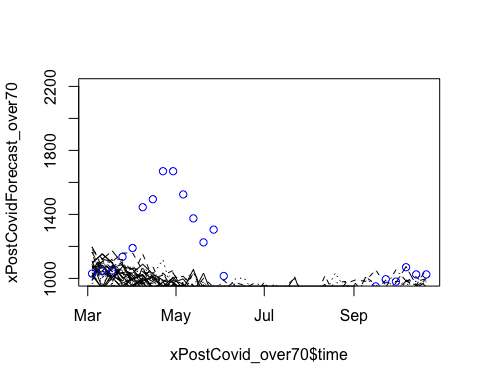 xPostCovidForecast_over70
2200
1800
1400
1000
Mar May Jul Sep
xPostCovid_over70$time